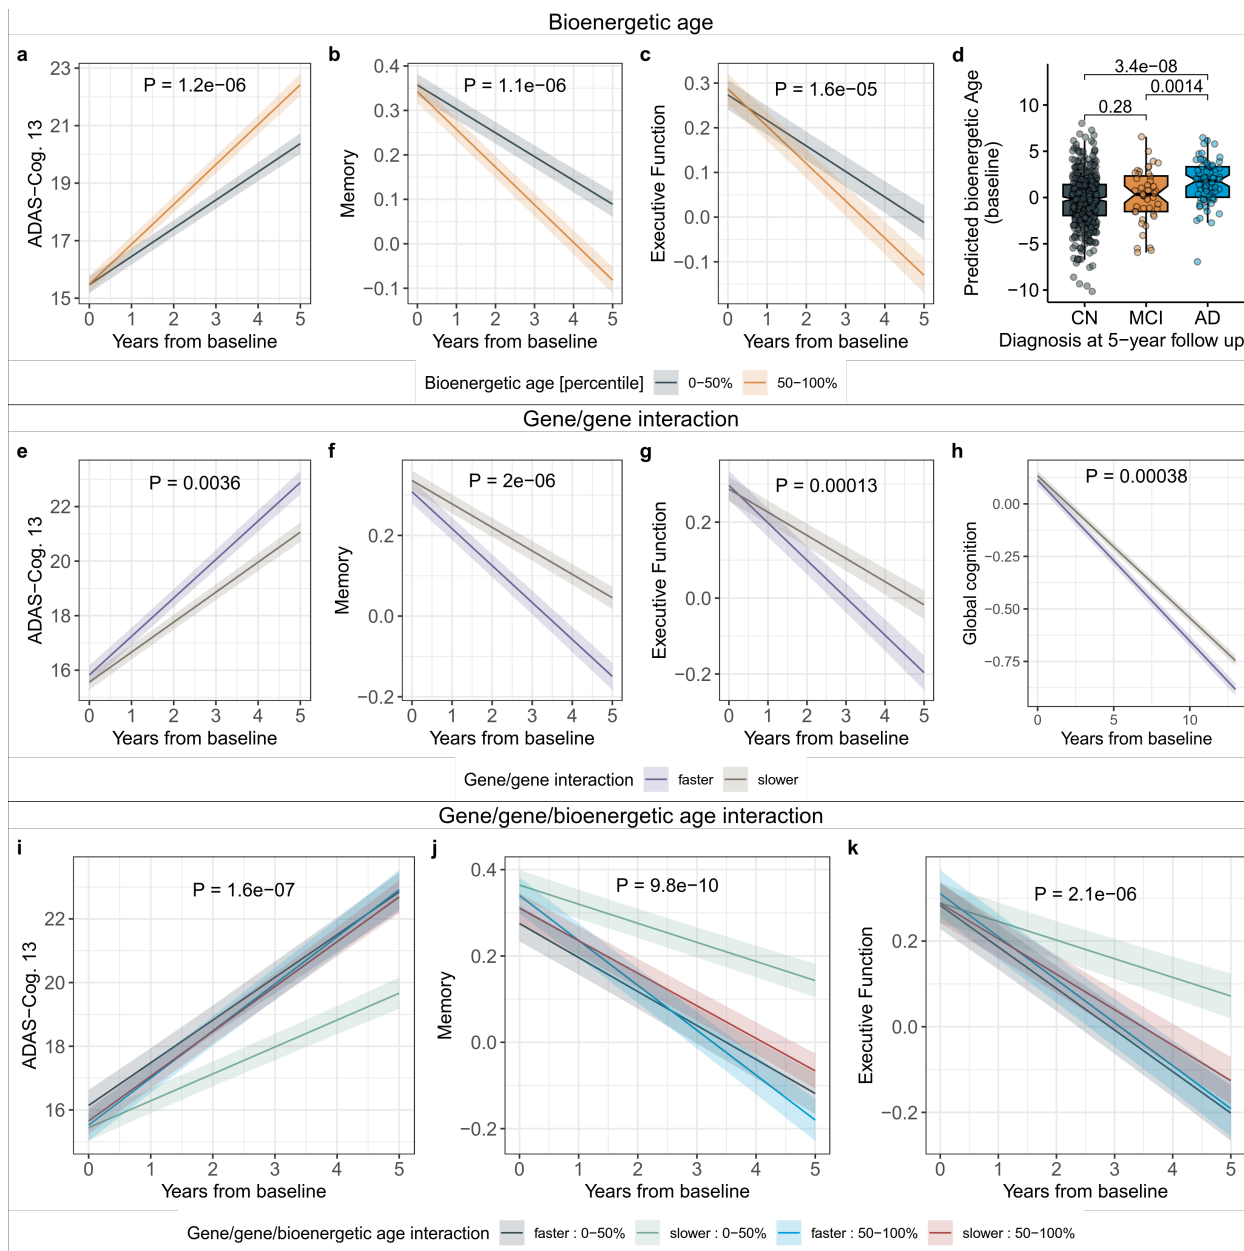 Bioenergetic age
a
b
c
d
P = 1.2e−06
ADAS−Cog. 13
23
21
19
17
15
0 1 2 3 4 5
Years from baseline
P = 1.1e−06
Memory
0.4
0.3
0.2
0.1
0.0
−0.1
0 1 2 3 4 5
Years from baseline
P = 1.6e−05
Executive Function
0.3
0.2
0.1
0.0
−0.1
0 1 2 3 4 5
Years from baseline
3.4e−08
0.0014
0.28
Predicted bioenergetic Age
(baseline)
10
5
0
−5
−10
CN MCI AD
Diagnosis at 5−year follow up
Bioenergetic age [percentile] 0−50% 50−100%
Gene/gene interaction
e
f
g
h
P = 0.0036
ADAS−Cog. 13
22
20
18
16
0 1 2 3 4 5
Years from baseline
P = 2e−06
Memory
0.2
0.0
−0.2
0 1 2 3 4 5
Years from baseline
P = 0.00013
Executive Function
0.2
0.0
−0.2
0 1 2 3 4 5
Years from baseline
P = 0.00038
Global cognition
0.00
−0.25
−0.50
−0.75
0 5 10
Years from baseline
Gene/gene interaction faster slower
Gene/gene/bioenergetic age interaction
i
j
k
P = 1.6e−07
ADAS−Cog. 13
22
20
18
16
0 1 2 3 4 5
Years from baseline
P = 9.8e−10
Memory
0.4
0.2
0.0
−0.2
0 1 2 3 4 5
Years from baseline
P = 2.1e−06
Executive Function
0.2
0.0
−0.2
0 1 2 3 4 5
Years from baseline
Gene/gene/bioenergetic age interaction faster : 0−50% slower : 0−50% faster : 50−100% slower : 50−100%